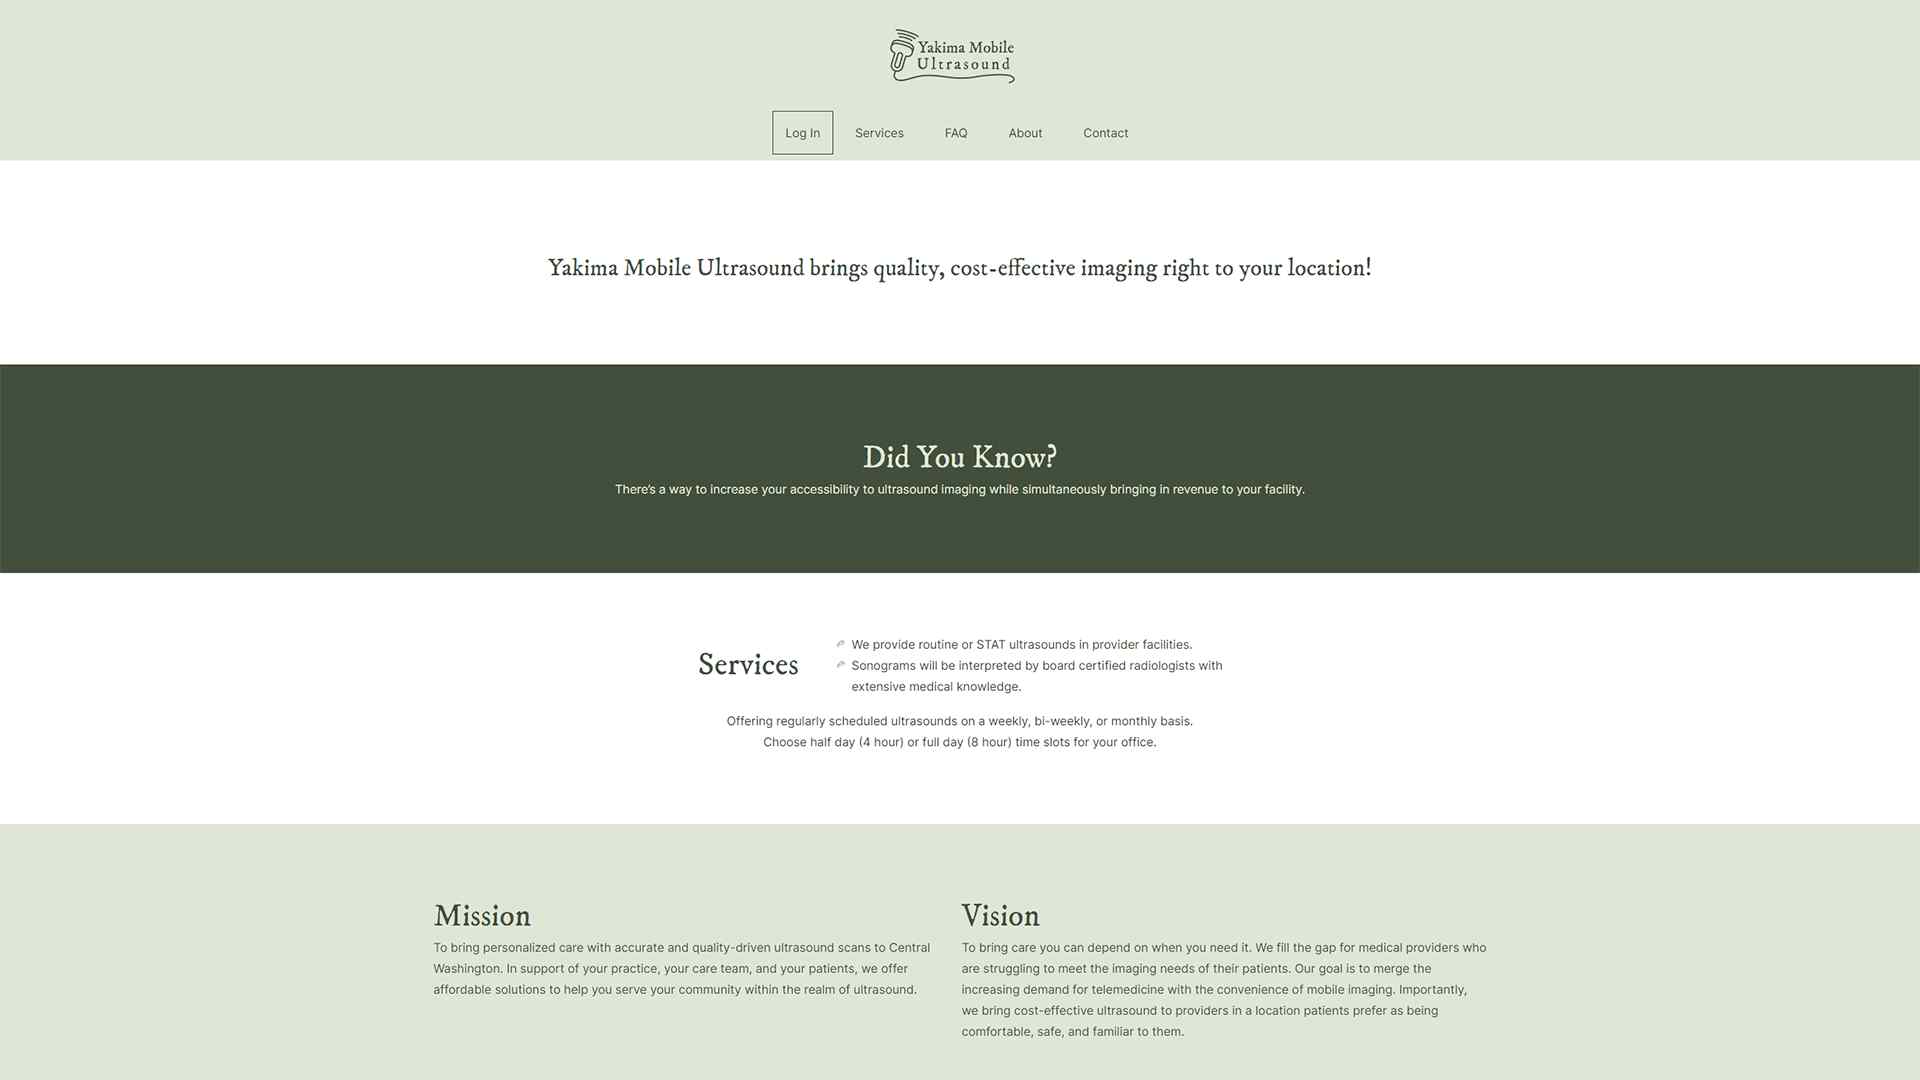 Yakima Mobile
Ultrasound
Log In
Services
FAQ
About
Contact
Yakima Mobile Ultrasound brings quality, cost-effective imaging right to your location!
Did You Know?
There's a way to increase your accessibility to ultrasound imaging while simultaneously bringing in revenue to your facility.
Services
We provide routine or STAT ultrasounds in provider facilities.
Sonograms will be interpreted by board certified radiologists with
extensive medical knowledge.
Offering regularly scheduled ultrasounds on a weekly, bi-weekly, or monthly basis.
Choose half day (4 hour) or full day (8 hour) time slots for your office.
Mission
To bring personalized care with accurate and quality-driven ultrasound scans to Central
Washington. In support of your practice, your care team, and your patients, we offer
affordable solutions to help you serve your community within the realm of ultrasound.
Vision
To bring care you can depend on when you need it. We fill the gap for medical providers who
are struggling to meet the imaging needs of their patients. Our goal is to merge the
increasing demand for telemedicine with the convenience of mobile imaging. Importantly,
we bring cost-effective ultrasound to providers in a location patients prefer as being
comfortable, safe, and familiar to them.